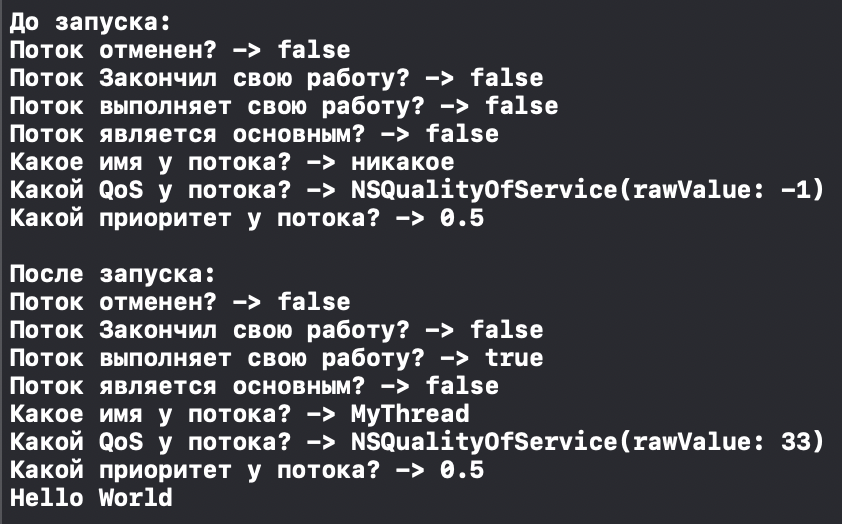 До запуска:
Поток отменен? -> false
Поток Закончил свою работу? -> false
Поток выполняет свою работу? -> false
Поток является основным? -> false
Какое имя у потока? -> никакое
Какой QoS у потока? -> NSQualityOfService(rawValue: -1)
Какой приоритет у потока? -> 0.5

После запуска:
Поток отменен? -> false
Поток Закончил свою работу? -> false
Поток выполняет свою работу? -> true
Поток является основным? -> false
Какое имя у потока? -> MyThread
Какой QoS у потока? -> NSQualityOfService(rawValue: 33)
Какой приоритет у потока? -> 0.5
Hello World